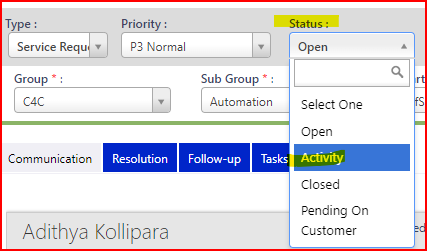 Type : Priority : Status :
Service Reque P3 Normal Open
Group * : Sub Group * :
C4C Automation
Select One
Open
Activity
Closed
Pending On
Customer
Communication Resolution Follow-up Tasks
Adithya Kollipara